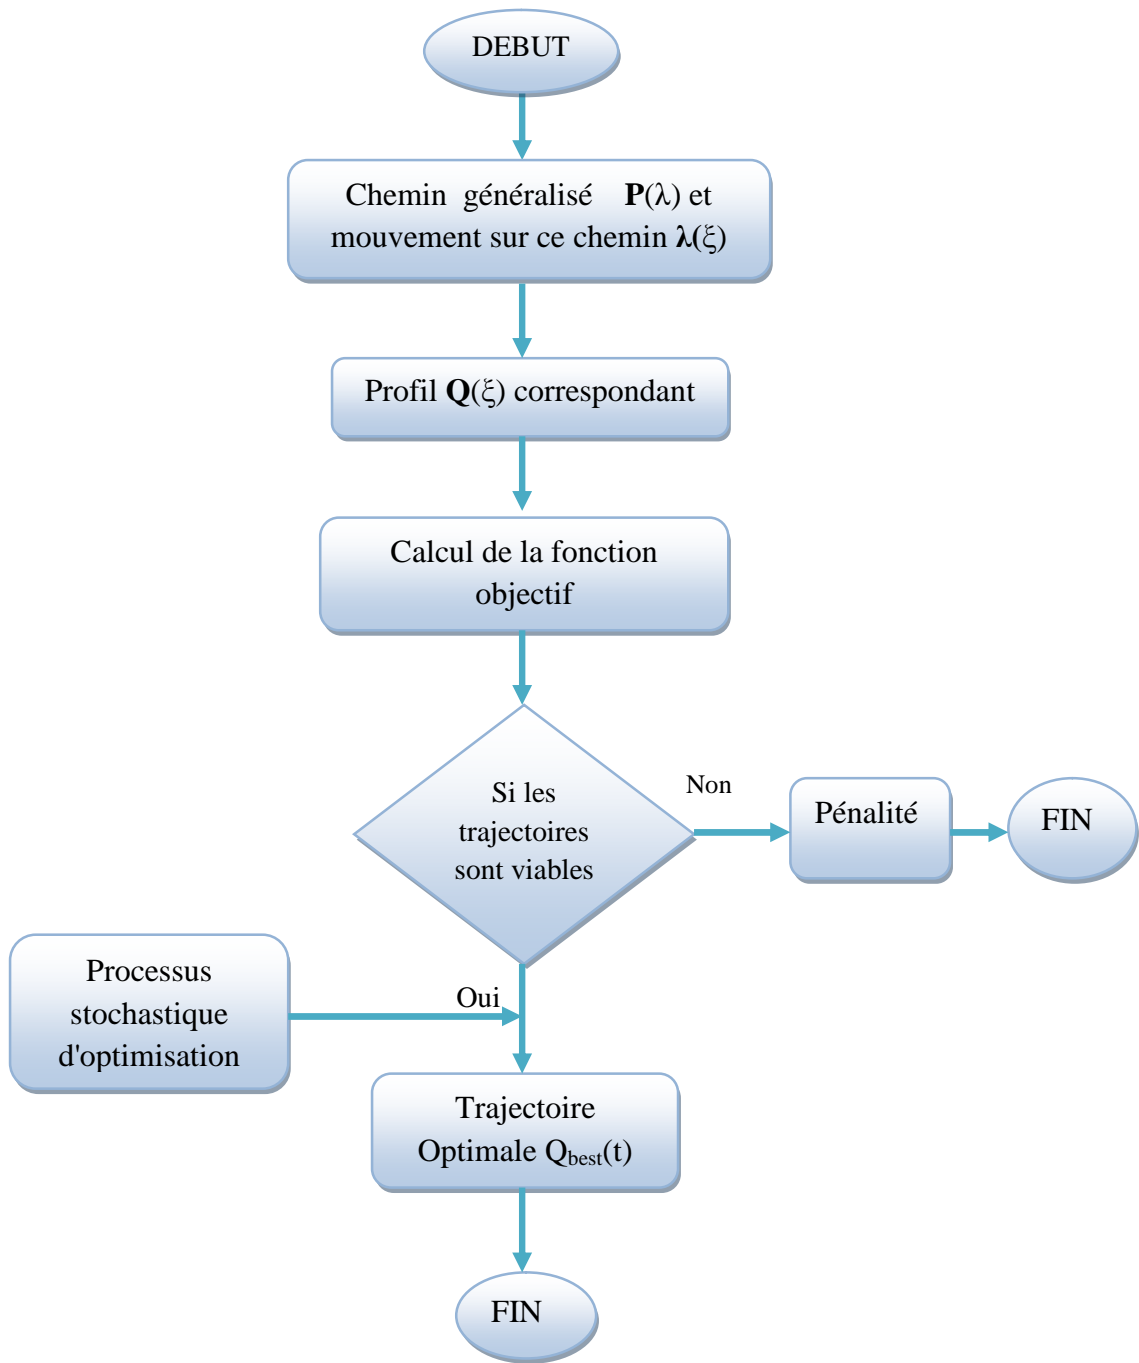 DEBUT
Chemin généralisé P(λ) et
mouvement sur ce chemin λ(ξ)
Profil Q(ξ) correspondant
Calcul de la fonction
objectif
Si les
trajectoires
sont viables
Non
Pénalité
FIN
Processus
stochastique
d'optimisation
Oui
Trajectoire
Optimale Qbest(t)
FIN